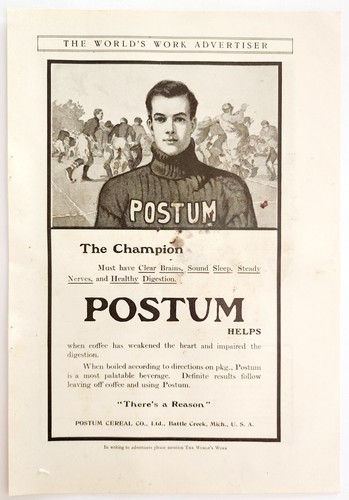 THE WORLD'S WORK ADVERTISER
POSTUM
The Champion
Must have Clear Brains, Sound Sleep, Steady
Nerves, and Healthy Digestion.
POSTUM
HELPS
when coffee has weakened the heart and impaired the
digestion.
When boiled according to directions on pkg., Postum
is a most palatable beverage. Definite results follow
leaving off coffee and using Postum.
"There's a Reason"
POSTUM CEREAL CO., Ltd., Battle Creek, Mich., U. S. A.
In writing to advertisers please mention THE WORLD'S WORK